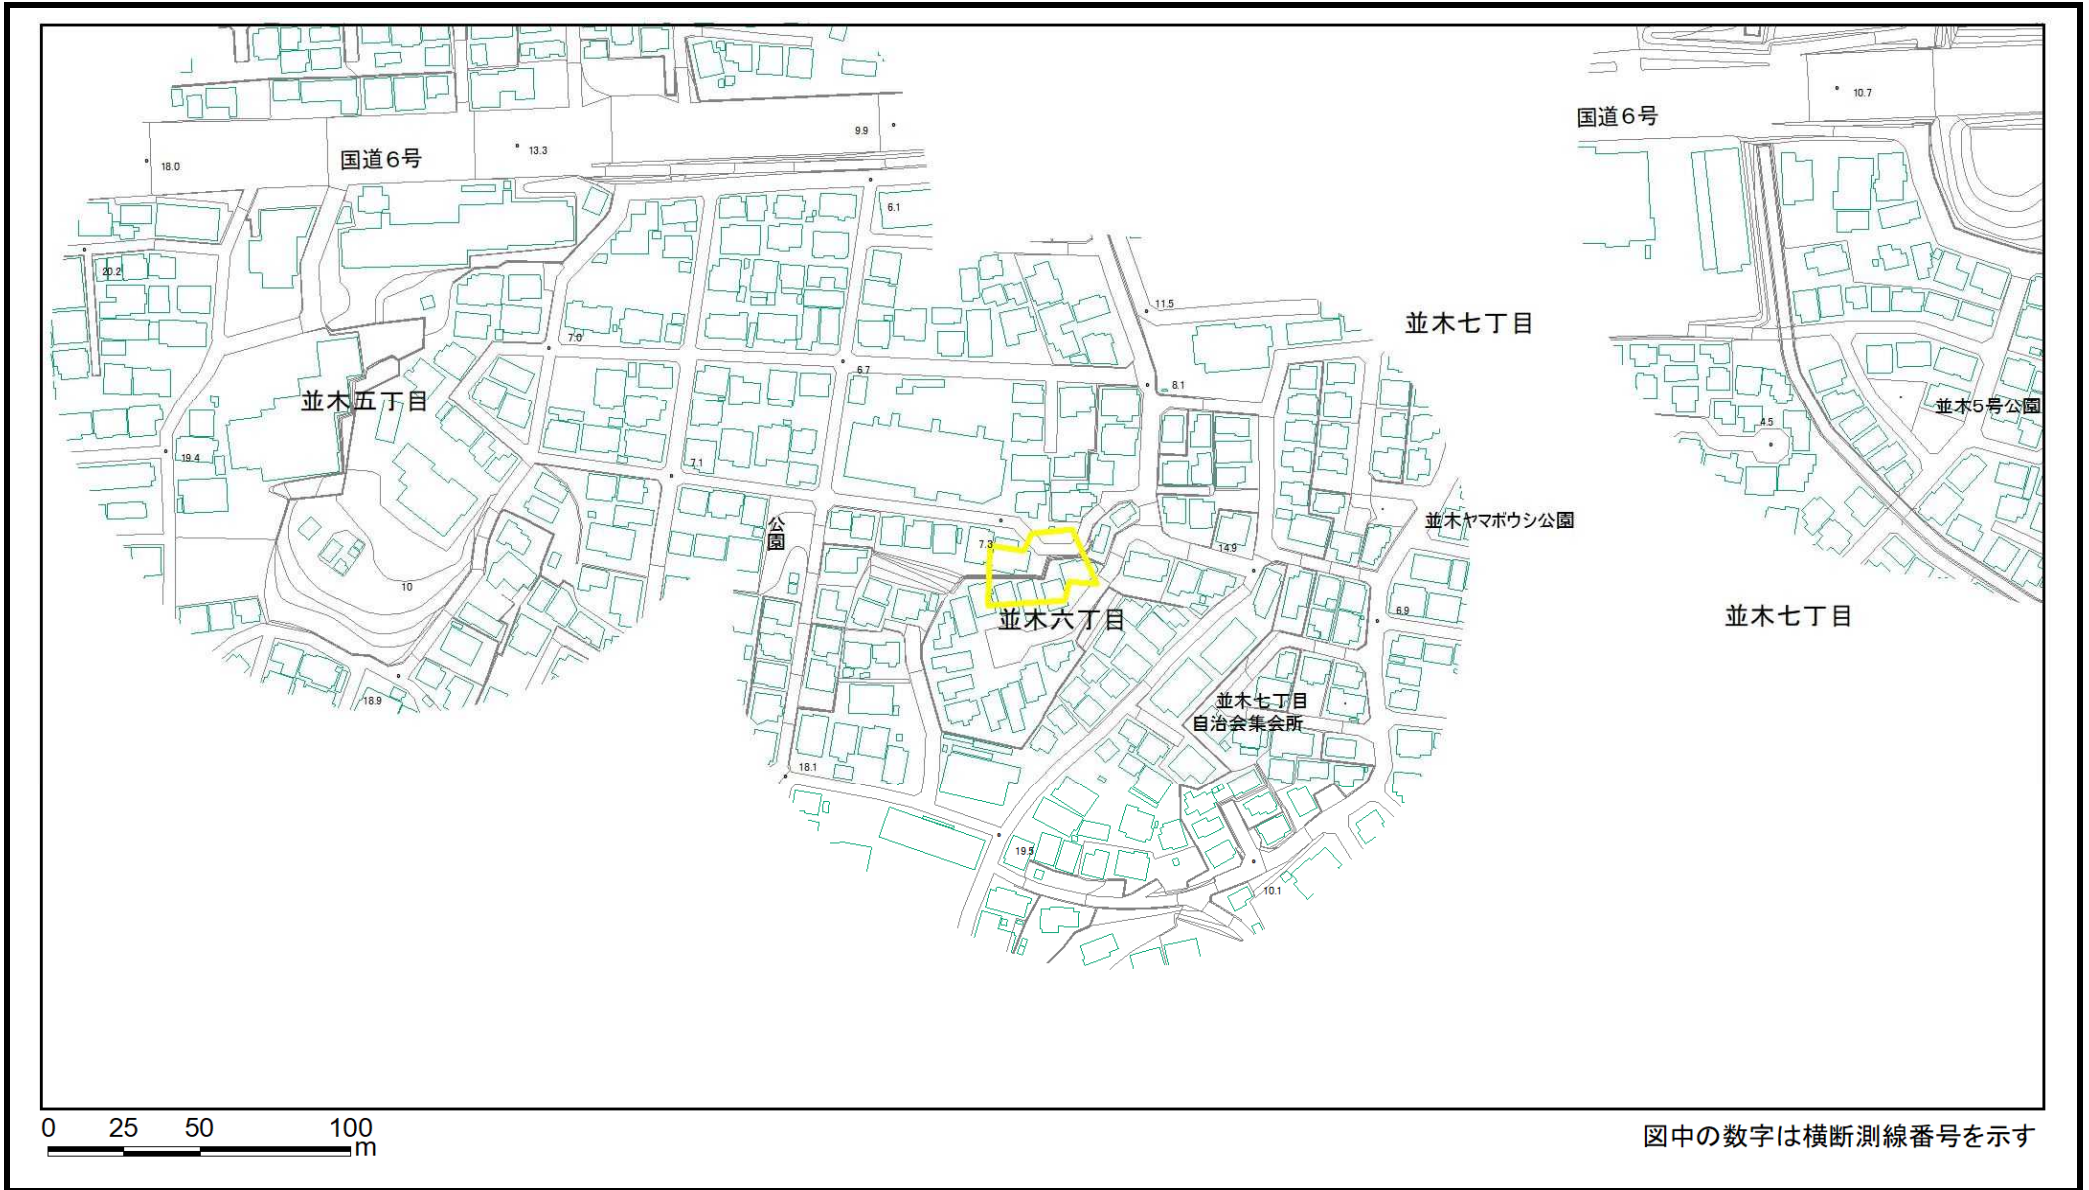 10.7
国道6号
9.9
13.3
国道6号
18.0
6.1
20.2
11.5
並木七丁目
7.0
6.7
8.1
並木五丁目
並木5号公園
4.5
19.4
7.1
公園
並木ヤマボウシ公園
7.3
14.9
10
6.9
並木六丁目
並木七丁目
18.9
並木七丁目
自治会集会所
18.1
19.5
10.1
0 25 50 100
m
図中の数字は横断測線番号を示す